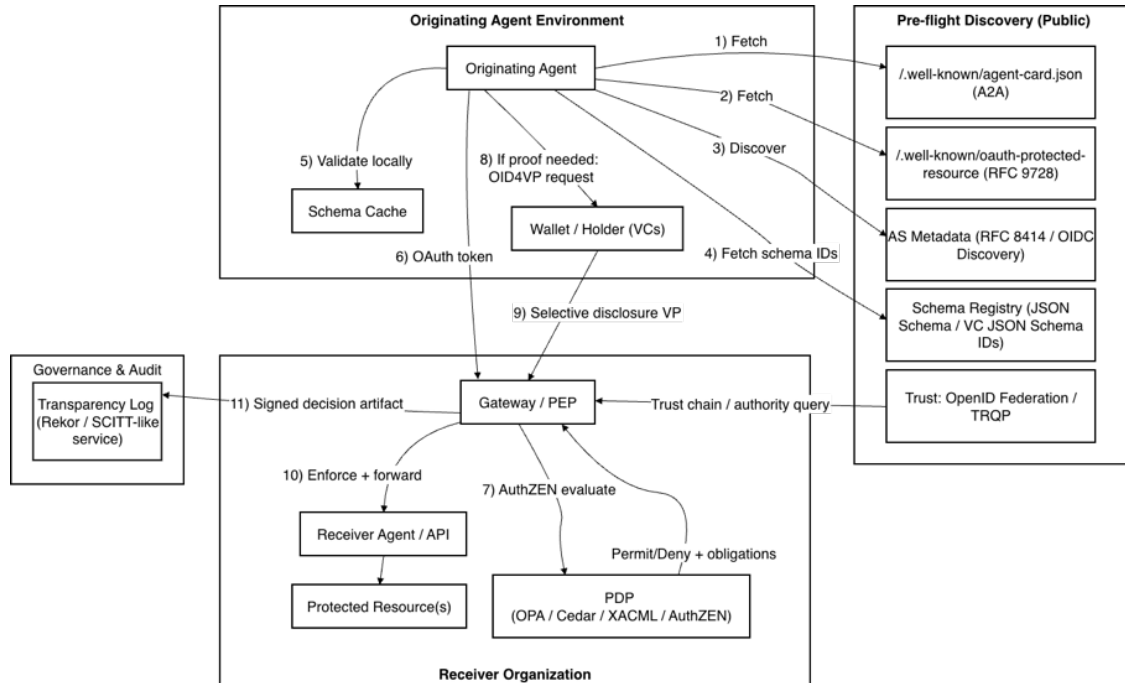 Originating Agent Environment
Pre-flight Discovery (Public)
1) Fetch
Originating Agent
/.well-known/agent-card.json
(A2A)
2) Fetch
3) Discover
/.well-known/oauth-protected-
resource (RFC 9728)
5) Validate locally
8) If proof needed:
OID4VP request
Schema Cache
Wallet / Holder (VCs)
AS Metadata (RFC 8414 / OIDC
Discovery)
6) OAuth token
4) Fetch schema IDs
9) Selective disclosure VP
Schema Registry (JSON
Schema / VC JSON Schema
IDs)
Governance & Audit
Transparency Log
(Rekor / SCITT-like
service)
11) Signed decision artifact
Gateway / PEP
Trust chain / authority query
Trust: OpenID Federation /
TRQP
10) Enforce + forward
7) AuthZEN evaluate
Receiver Agent / API
Permit/Deny + obligations
Protected Resource(s)
PDP
(OPA / Cedar / XACML / AuthZEN)
Receiver Organization